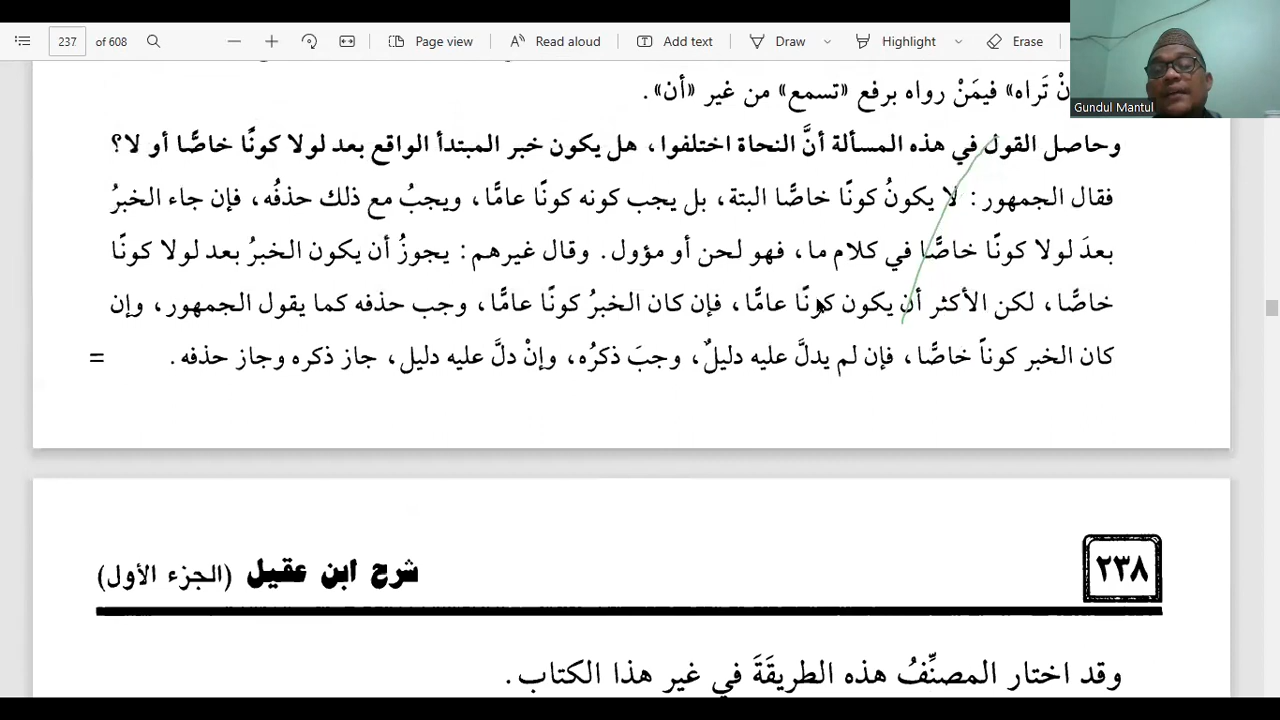 237 of 608
Page view
Read aloud
Add text
Draw
Highlight
Erase
Gundul Mantul
تَراه» فيمَنْ رواه برفع «تسمع» من غير «أن».
وحاصل القول في هذه المسألة أنَّ النحاة اختلفوا، هل يكون خبر المبتدأ الواقع بعد لولا كونًا خاصًّا أو لا؟
فقال الجمهور: لا يكونُ كونًا خاصًّا البتة، بل يجب كونه كونًا عامًّا، ويجبُ مع ذلك حذفُه، فإن جاء الخبرُ
بعدَ لولا كونًا خاصًّا في كلام ما، فهو لحن أو مؤول. وقال غيرهم: يجوزُ أن يكون الخبرُ بعد لولا كونًا
خاصًّا، لكن الأكثر أن يكون كونًا عامًّا، فإن كان الخبرُ كونًا عامًّا، وجب حذفه كما يقول الجمهور، وإن
كان الخبر كوناً خاصًّا، فإن لم يدلَّ عليه دليلٌ، وجبَ ذكرُه، وإنْ دلَّ عليه دليل، جاز ذكره وجاز حذفه. =
٢٣٨
شرح ابن عقيل (الجزء الأول)
وقد اختار المصنِّفُ هذه الطريقَةَ في غير هذا الكتاب.